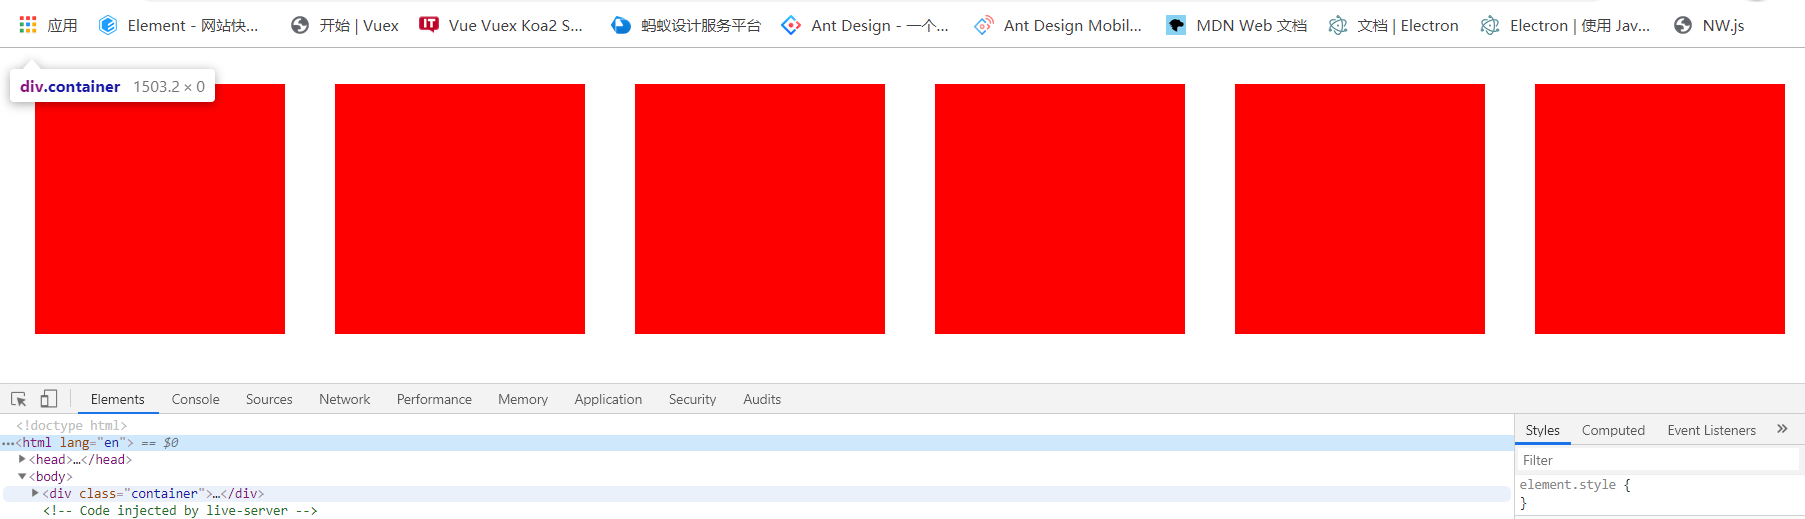 应用 Element - 网站快... 开始 | Vuex Vue Vuex Koa2 S... 蚂蚁设计服务平台 Ant Design - 一个... Ant Design Mobil... MDN Web 文档 文档 | Electron Electron | 使用 Jav... NW.js
div.container 1503.2 × 0
Elements Console Sources Network Performance Memory Application Security Audits
<!doctype html>
...<html lang="en"> == $0
<head>…</head>
<body>
<div class="container">…</div>
<!-- Code injected by live-server -->
Styles Computed Event Listeners »
Filter
element.style {
}